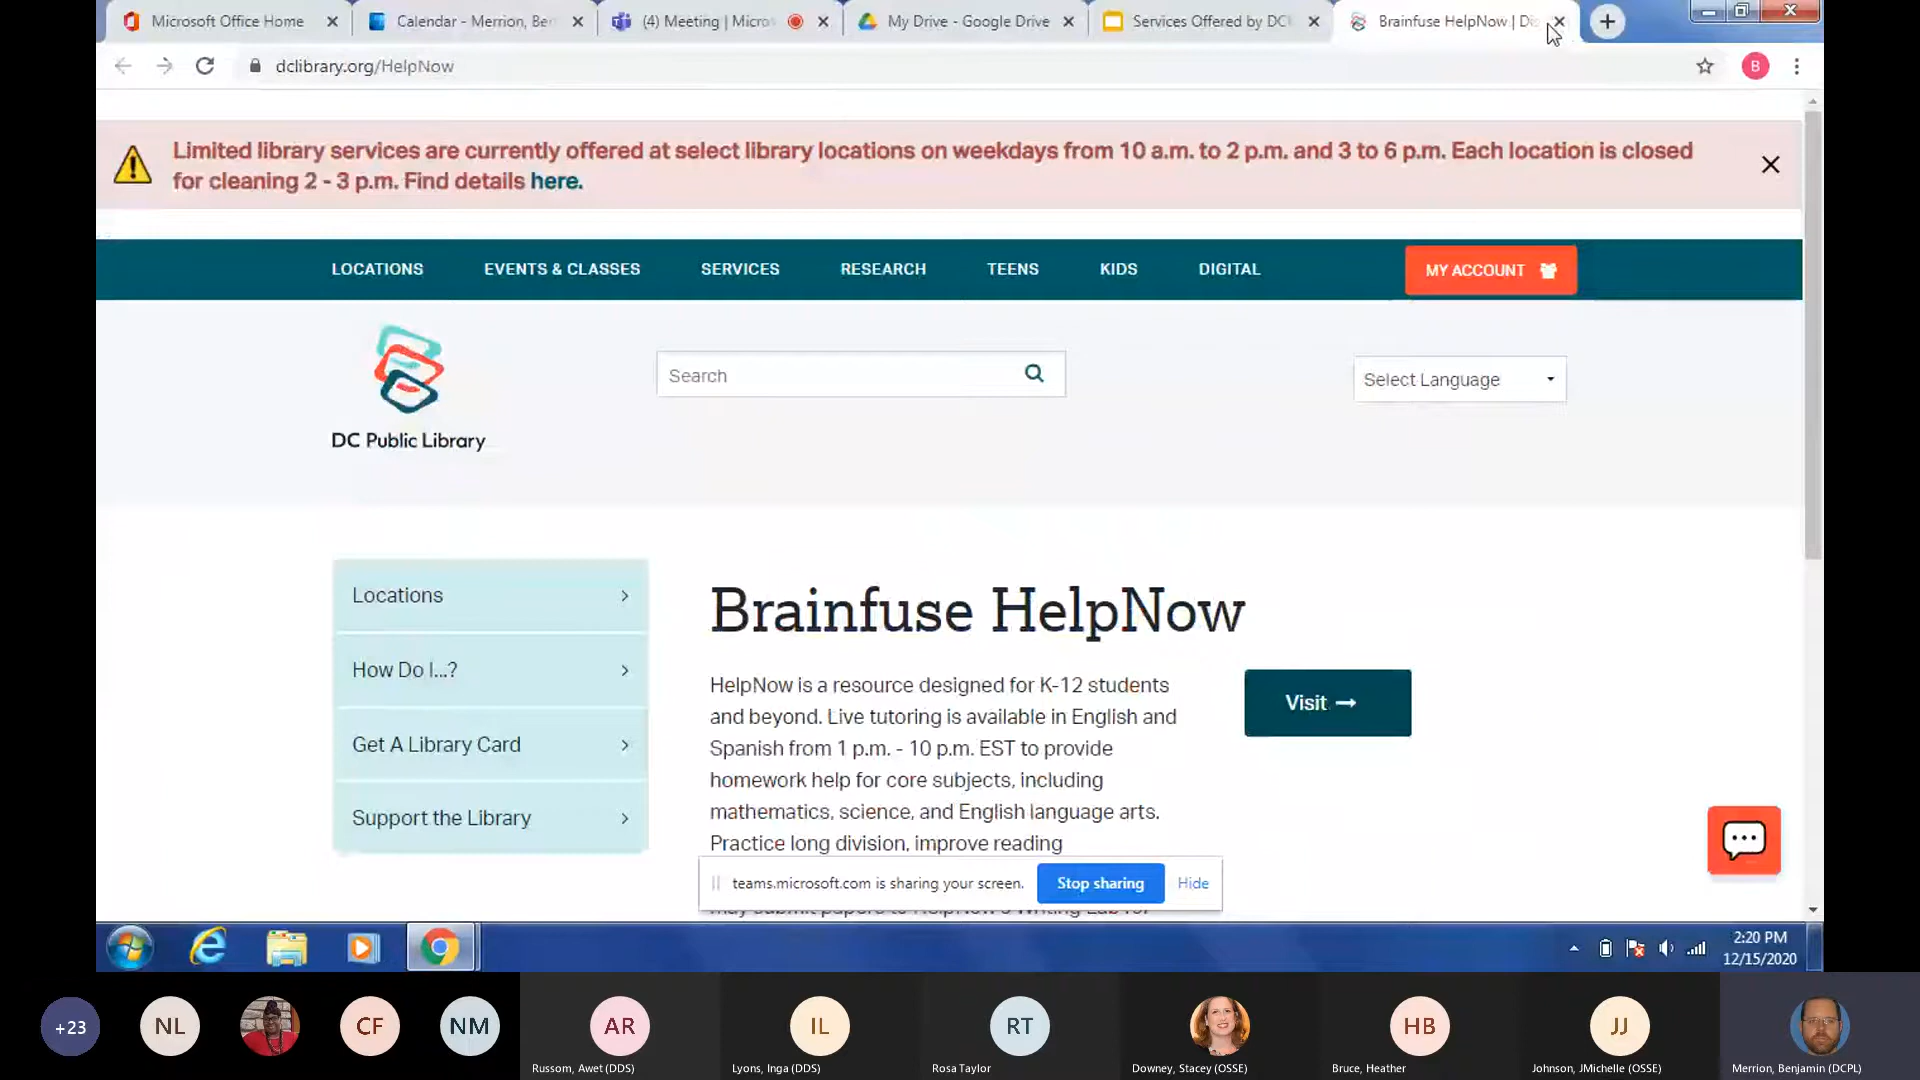 Microsoft Office Home
Calendar - Merrion, Be
(4) Meeting | Micro
My Drive - Google Drive
Services Offered by DC
Brainfuse HelpNow | Di
dclibrary.org/HelpNow
B
Limited library services are currently offered at select library locations on weekdays from 10 a.m. to 2 p.m. and 3 to 6 p.m. Each location is closed
for cleaning 2 - 3 p.m. Find details here.
LOCATIONS
EVENTS & CLASSES
SERVICES
RESEARCH
TEENS
KIDS
DIGITAL
MY ACCOUNT
DC Public Library
Search
Select Language
Locations
How Do I...?
Get A Library Card
Support the Library
Brainfuse HelpNow
HelpNow is a resource designed for K-12 students
and beyond. Live tutoring is available in English and
Spanish from 1 p.m. - 10 p.m. EST to provide
homework help for core subjects, including
mathematics, science, and English language arts.
Practice long division, improve reading
Visit
teams.microsoft.com is sharing your screen.
Stop sharing
Hide
2:20 PM
12/15/2020
+23
NL
CF
NM
AR
IL
RT
HB
JJ
Russom, Awet (DDS)
Lyons, Inga (DDS)
Rosa Taylor
Downey, Stacey (OSSE)
Bruce, Heather
Johnson, JMichelle (OSSE)
Merrion, Benjamin (DCPL)